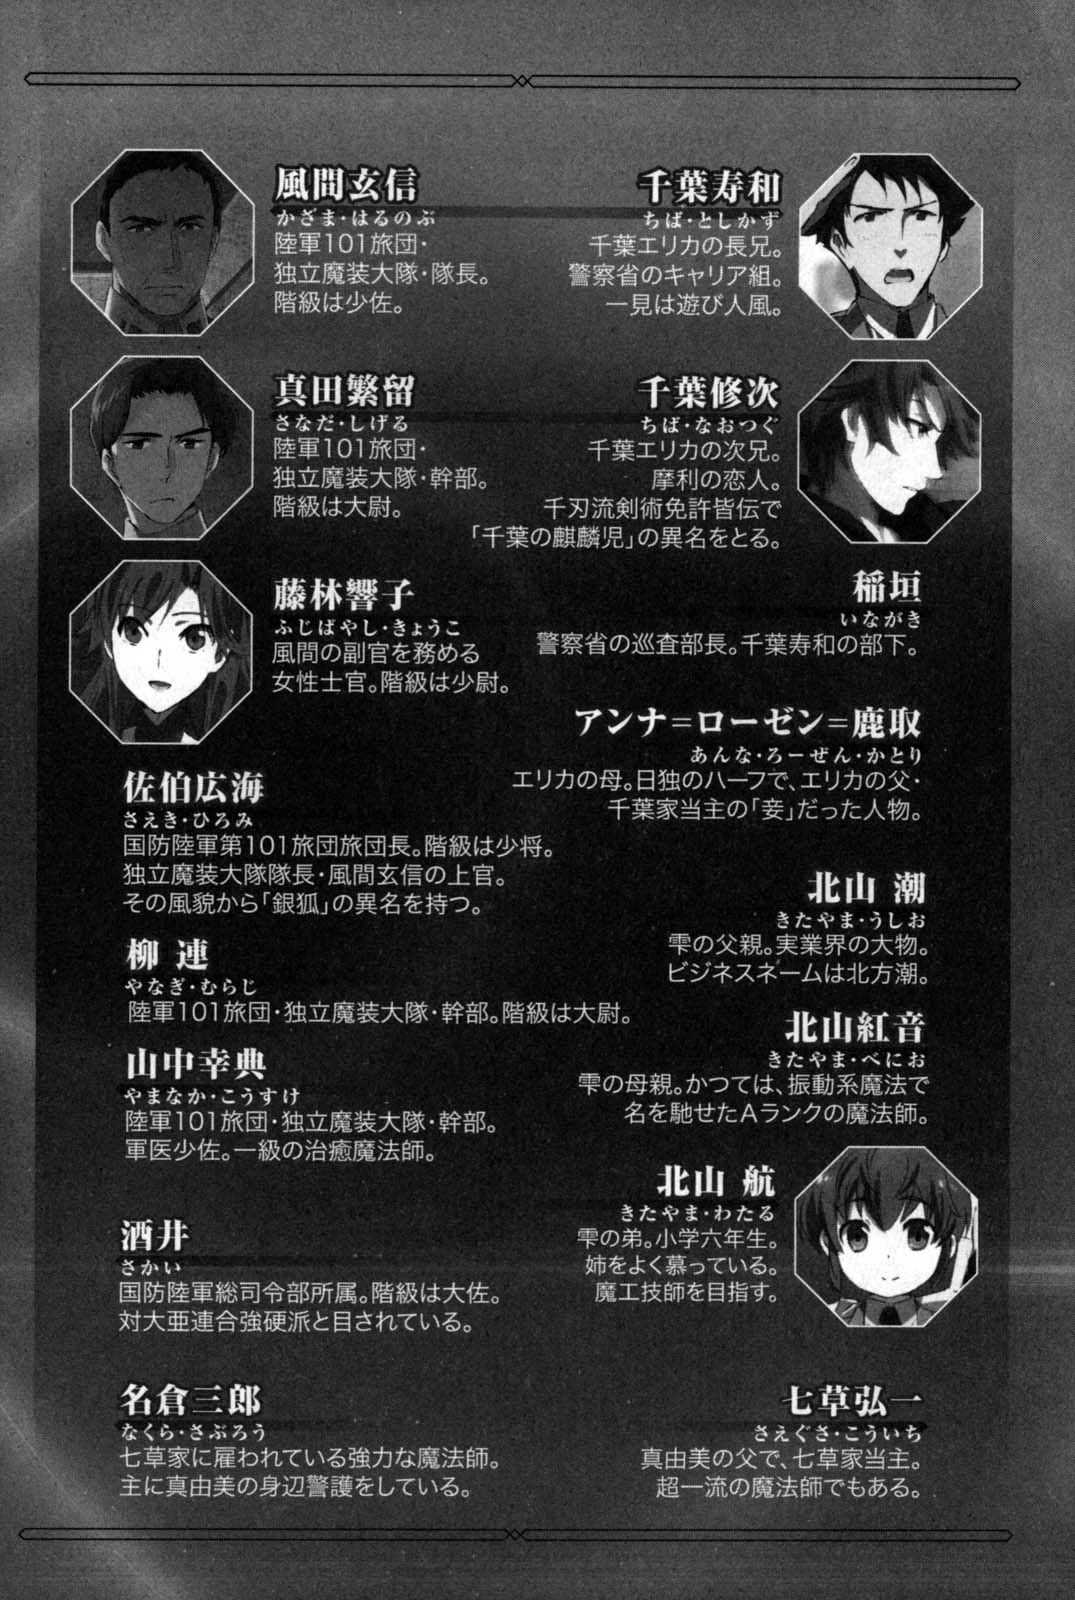 風間玄信
かざま・はるのぶ
陸軍101旅団・
独立魔装大隊・隊長。
階級は少佐。
真田繁留
さなだ・しげる
陸軍101旅団・
独立魔装大隊・幹部。
階級は大尉。
藤林響子
ふじばやし・きょうこ
風間の副官を務める
女性士官。階級は少尉。
佐伯広海
さえき・ひろみ
国防陸軍第101旅団旅団長。階級は少将。
独立魔装大隊隊長・風間玄信の上官。
その風貌から「銀狐」の異名を持つ。
柳 連
やなぎ・むらじ
陸軍101旅団・独立魔装大隊・幹部。階級は大尉。
山中幸典
やまなか・こうすけ
陸軍101旅団・独立魔装大隊・幹部。
軍医少佐。一級の治癒魔法師。
酒井
さかい
国防陸軍総司令部所属。階級は大佐。
対大亜連合強硬派と目されている。
名倉三郎
なくら・さぶろう
七草家に雇われている強力な魔法師。
主に真由美の身辺警護をしている。
千葉寿和
ちば・としかず
千葉エリカの長兄。
警察省のキャリア組。
一見は遊び人風。
千葉修次
ちば・なおつぐ
千葉エリカの次兄。
摩利の恋人。
千刃流剣術免許皆伝で
「千葉の麒麟児」の異名をとる。
稲垣
いながき
警察省の巡査部長。千葉寿和の部下。
アンナ=ローゼン=鹿取
あんな・ろーぜん・かとり
エリカの母。日独のハーフで、エリカの父・
千葉家当主の「妾」だった人物。
北山 潮
きたやま・うしお
雫の父親。実業界の大物。
ビジネスネームは北方潮。
北山紅音
きたやま・べにお
雫の母親。かつては、振動系魔法で
名を馳せたAランクの魔法師。
北山 航
きたやま・わたる
雫の弟。小学六年生。
姉をよく慕っている。
魔工技師を目指す。
七草弘一
さえぐさ・こういち
真由美の父で、七草家当主。
超一流の魔法師でもある。